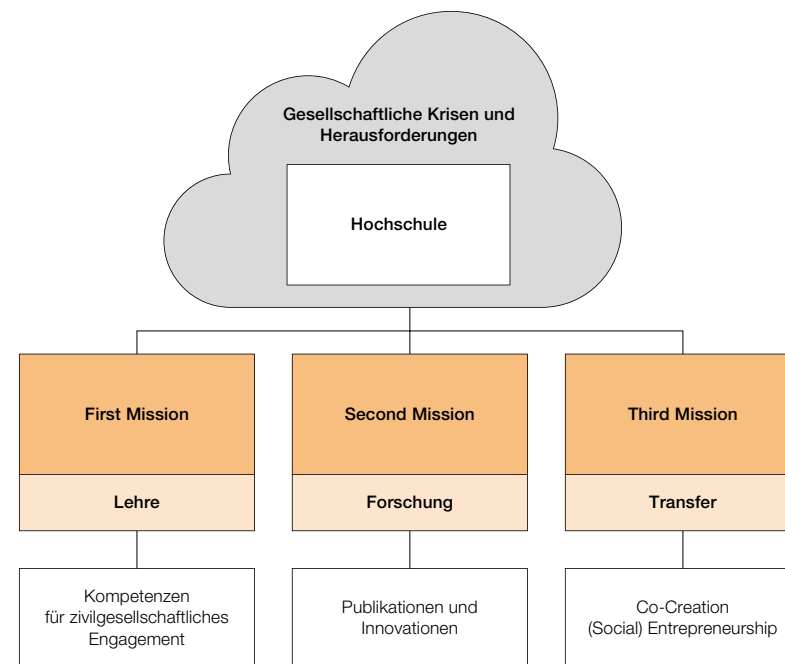 Gesellschaftliche Krisen und
Herausforderungen
Hochschule
First Mission
Second Mission
Third Mission
Lehre
Forschung
Transfer
Kompetenzen
für zivilgesellschaftliches
Engagement
Publikationen und
Innovationen
Co-Creation
(Social) Entrepreneurship